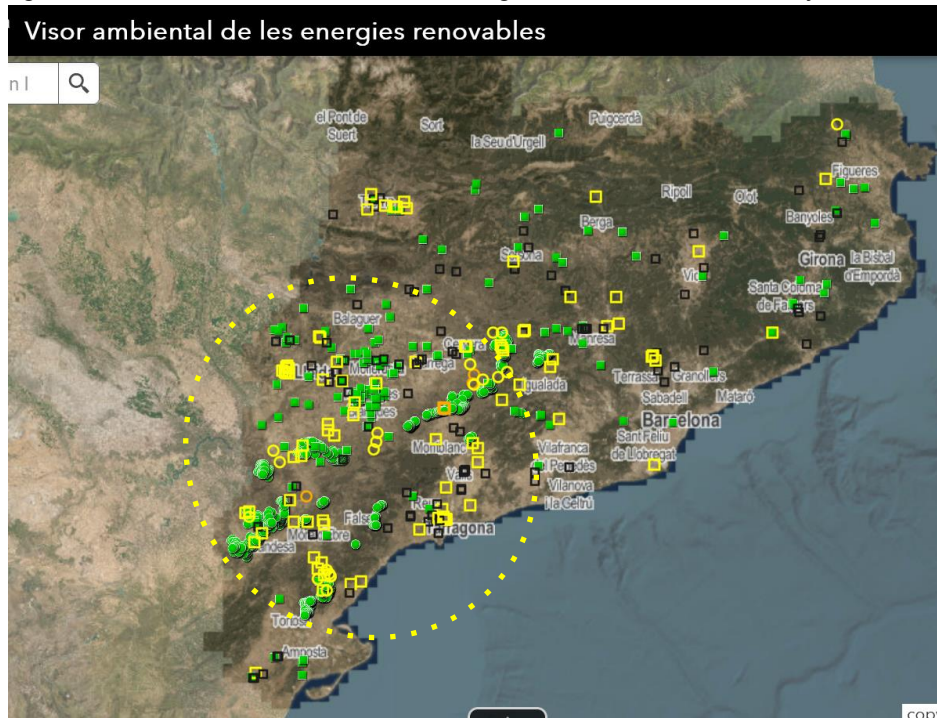 Visor ambiental de les energies renovables
n l
el Pont de
Suert
Sort
Puigcerdà
la Seu d'Urgell
Figueres
Ripoll
Olot
Berga
Banyoles
Solsona
Vic
Girona
la Bisbal
d'Empordà
Santa Coloma
de Farners
Balaguer
Manresa
Igualada
Terrassa
Granollers
Sabadell
Mataró
Barcelona
Sant Feliu
de Llobregat
Montblanc
Vilafranca
del Penedès
Valls
Vilanova
i la Geltrú
Reus
Falset
Tarragona
Gandesa
Tortosa
Amposta